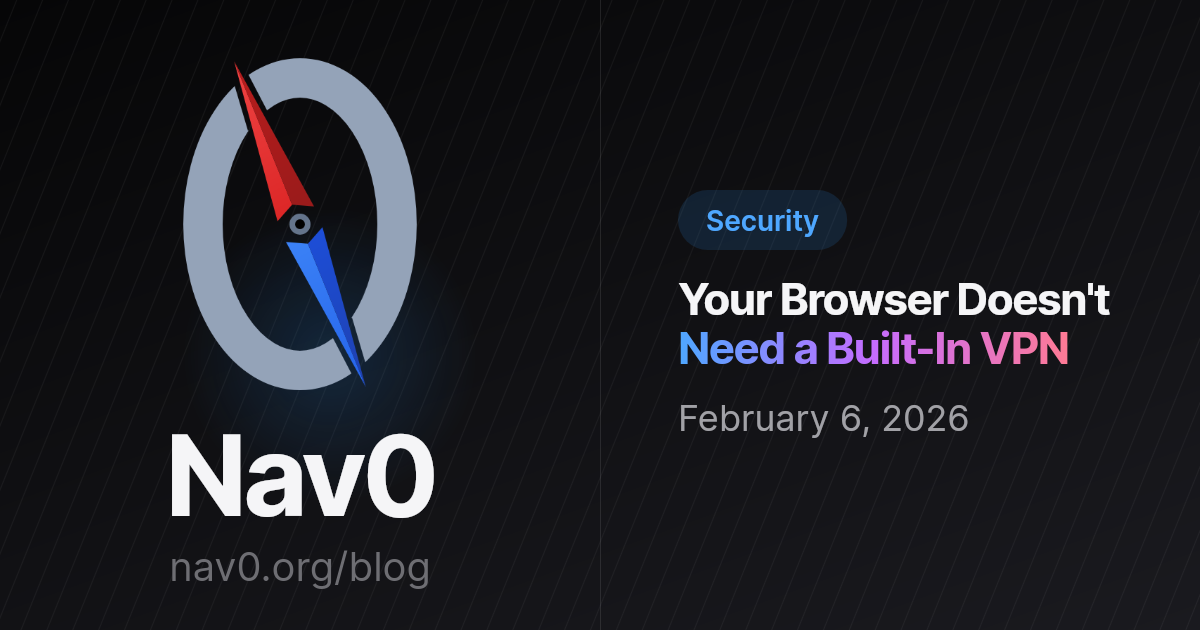 Nav0
nav0.org/blog
Security
Your Browser Doesn't
Need a Built-In VPN
February 6, 2026